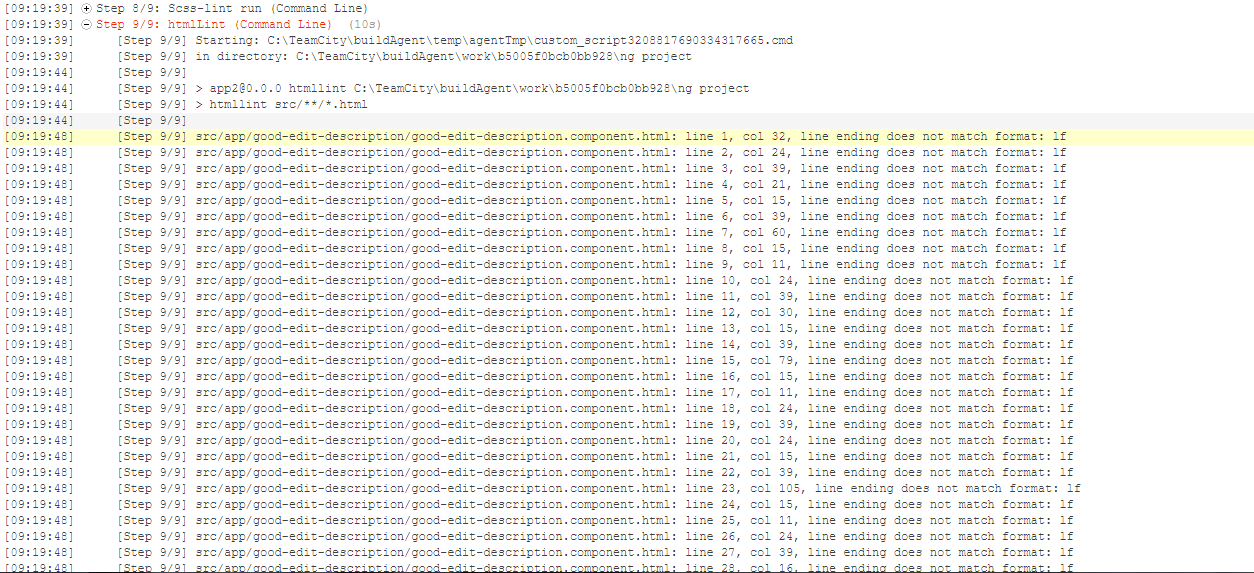 [09:19:39] Step 8/9: Scss-lint run (Command Line)
[09:19:39] Step 9/9: htmlLint (Command Line) (10s)
[09:19:39] [Step 9/9] Starting: C:\TeamCity\buildAgent\temp\agentTmp\custom_script3208817690334317665.cmd
[09:19:39] [Step 9/9] in directory: C:\TeamCity\buildAgent\work\b5005f0bcb0bb928\ng project
[09:19:44] [Step 9/9]
[09:19:44] [Step 9/9] > app2@0.0.0 htmllint C:\TeamCity\buildAgent\work\b5005f0bcb0bb928\ng project
[09:19:44] [Step 9/9] > htmllint src/**/*.html
[09:19:44] [Step 9/9]
[09:19:48] [Step 9/9] src/app/good-edit-description/good-edit-description.component.html: line 1, col 32, line ending does not match format: lf
[09:19:48] [Step 9/9] src/app/good-edit-description/good-edit-description.component.html: line 2, col 24, line ending does not match format: lf
[09:19:48] [Step 9/9] src/app/good-edit-description/good-edit-description.component.html: line 3, col 39, line ending does not match format: lf
[09:19:48] [Step 9/9] src/app/good-edit-description/good-edit-description.component.html: line 4, col 21, line ending does not match format: lf
[09:19:48] [Step 9/9] src/app/good-edit-description/good-edit-description.component.html: line 5, col 15, line ending does not match format: lf
[09:19:48] [Step 9/9] src/app/good-edit-description/good-edit-description.component.html: line 6, col 39, line ending does not match format: lf
[09:19:48] [Step 9/9] src/app/good-edit-description/good-edit-description.component.html: line 7, col 60, line ending does not match format: lf
[09:19:48] [Step 9/9] src/app/good-edit-description/good-edit-description.component.html: line 8, col 15, line ending does not match format: lf
[09:19:48] [Step 9/9] src/app/good-edit-description/good-edit-description.component.html: line 9, col 11, line ending does not match format: lf
[09:19:48] [Step 9/9] src/app/good-edit-description/good-edit-description.component.html: line 10, col 24, line ending does not match format: lf
[09:19:48] [Step 9/9] src/app/good-edit-description/good-edit-description.component.html: line 11, col 39, line ending does not match format: lf
[09:19:48] [Step 9/9] src/app/good-edit-description/good-edit-description.component.html: line 12, col 30, line ending does not match format: lf
[09:19:48] [Step 9/9] src/app/good-edit-description/good-edit-description.component.html: line 13, col 15, line ending does not match format: lf
[09:19:48] [Step 9/9] src/app/good-edit-description/good-edit-description.component.html: line 14, col 39, line ending does not match format: lf
[09:19:48] [Step 9/9] src/app/good-edit-description/good-edit-description.component.html: line 15, col 79, line ending does not match format: lf
[09:19:48] [Step 9/9] src/app/good-edit-description/good-edit-description.component.html: line 16, col 15, line ending does not match format: lf
[09:19:48] [Step 9/9] src/app/good-edit-description/good-edit-description.component.html: line 17, col 11, line ending does not match format: lf
[09:19:48] [Step 9/9] src/app/good-edit-description/good-edit-description.component.html: line 18, col 24, line ending does not match format: lf
[09:19:48] [Step 9/9] src/app/good-edit-description/good-edit-description.component.html: line 19, col 39, line ending does not match format: lf
[09:19:48] [Step 9/9] src/app/good-edit-description/good-edit-description.component.html: line 20, col 24, line ending does not match format: lf
[09:19:48] [Step 9/9] src/app/good-edit-description/good-edit-description.component.html: line 21, col 15, line ending does not match format: lf
[09:19:48] [Step 9/9] src/app/good-edit-description/good-edit-description.component.html: line 22, col 39, line ending does not match format: lf
[09:19:48] [Step 9/9] src/app/good-edit-description/good-edit-description.component.html: line 23, col 105, line ending does not match format: lf
[09:19:48] [Step 9/9] src/app/good-edit-description/good-edit-description.component.html: line 24, col 15, line ending does not match format: lf
[09:19:48] [Step 9/9] src/app/good-edit-description/good-edit-description.component.html: line 25, col 11, line ending does not match format: lf
[09:19:48] [Step 9/9] src/app/good-edit-description/good-edit-description.component.html: line 26, col 24, line ending does not match format: lf
[09:19:48] [Step 9/9] src/app/good-edit-description/good-edit-description.component.html: line 27, col 39, line ending does not match format: lf
[09:19:48] [Step 9/9] src/app/good-edit-description/good-edit-description.component.html: line 28, col 16, line ending does not match format: lf